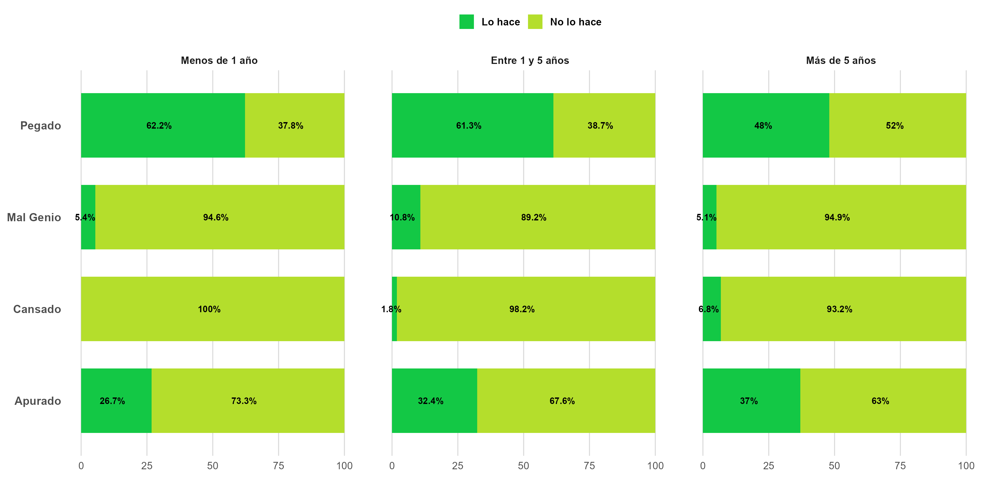 Lo hace No lo hace
Menos de 1 año Entre 1 y 5 años Más de 5 años
Pegado 62.2% 37.8% 61.3% 38.7% 48% 52%
Mal Genio 5.4% 94.6% 10.8% 89.2% 5.1% 94.9%
Cansado 100% 1.8% 98.2% 6.8% 93.2%
Apurado 26.7% 73.3% 32.4% 67.6% 37% 63%
0 25 50 75 100 0 25 50 75 100 0 25 50 75 100